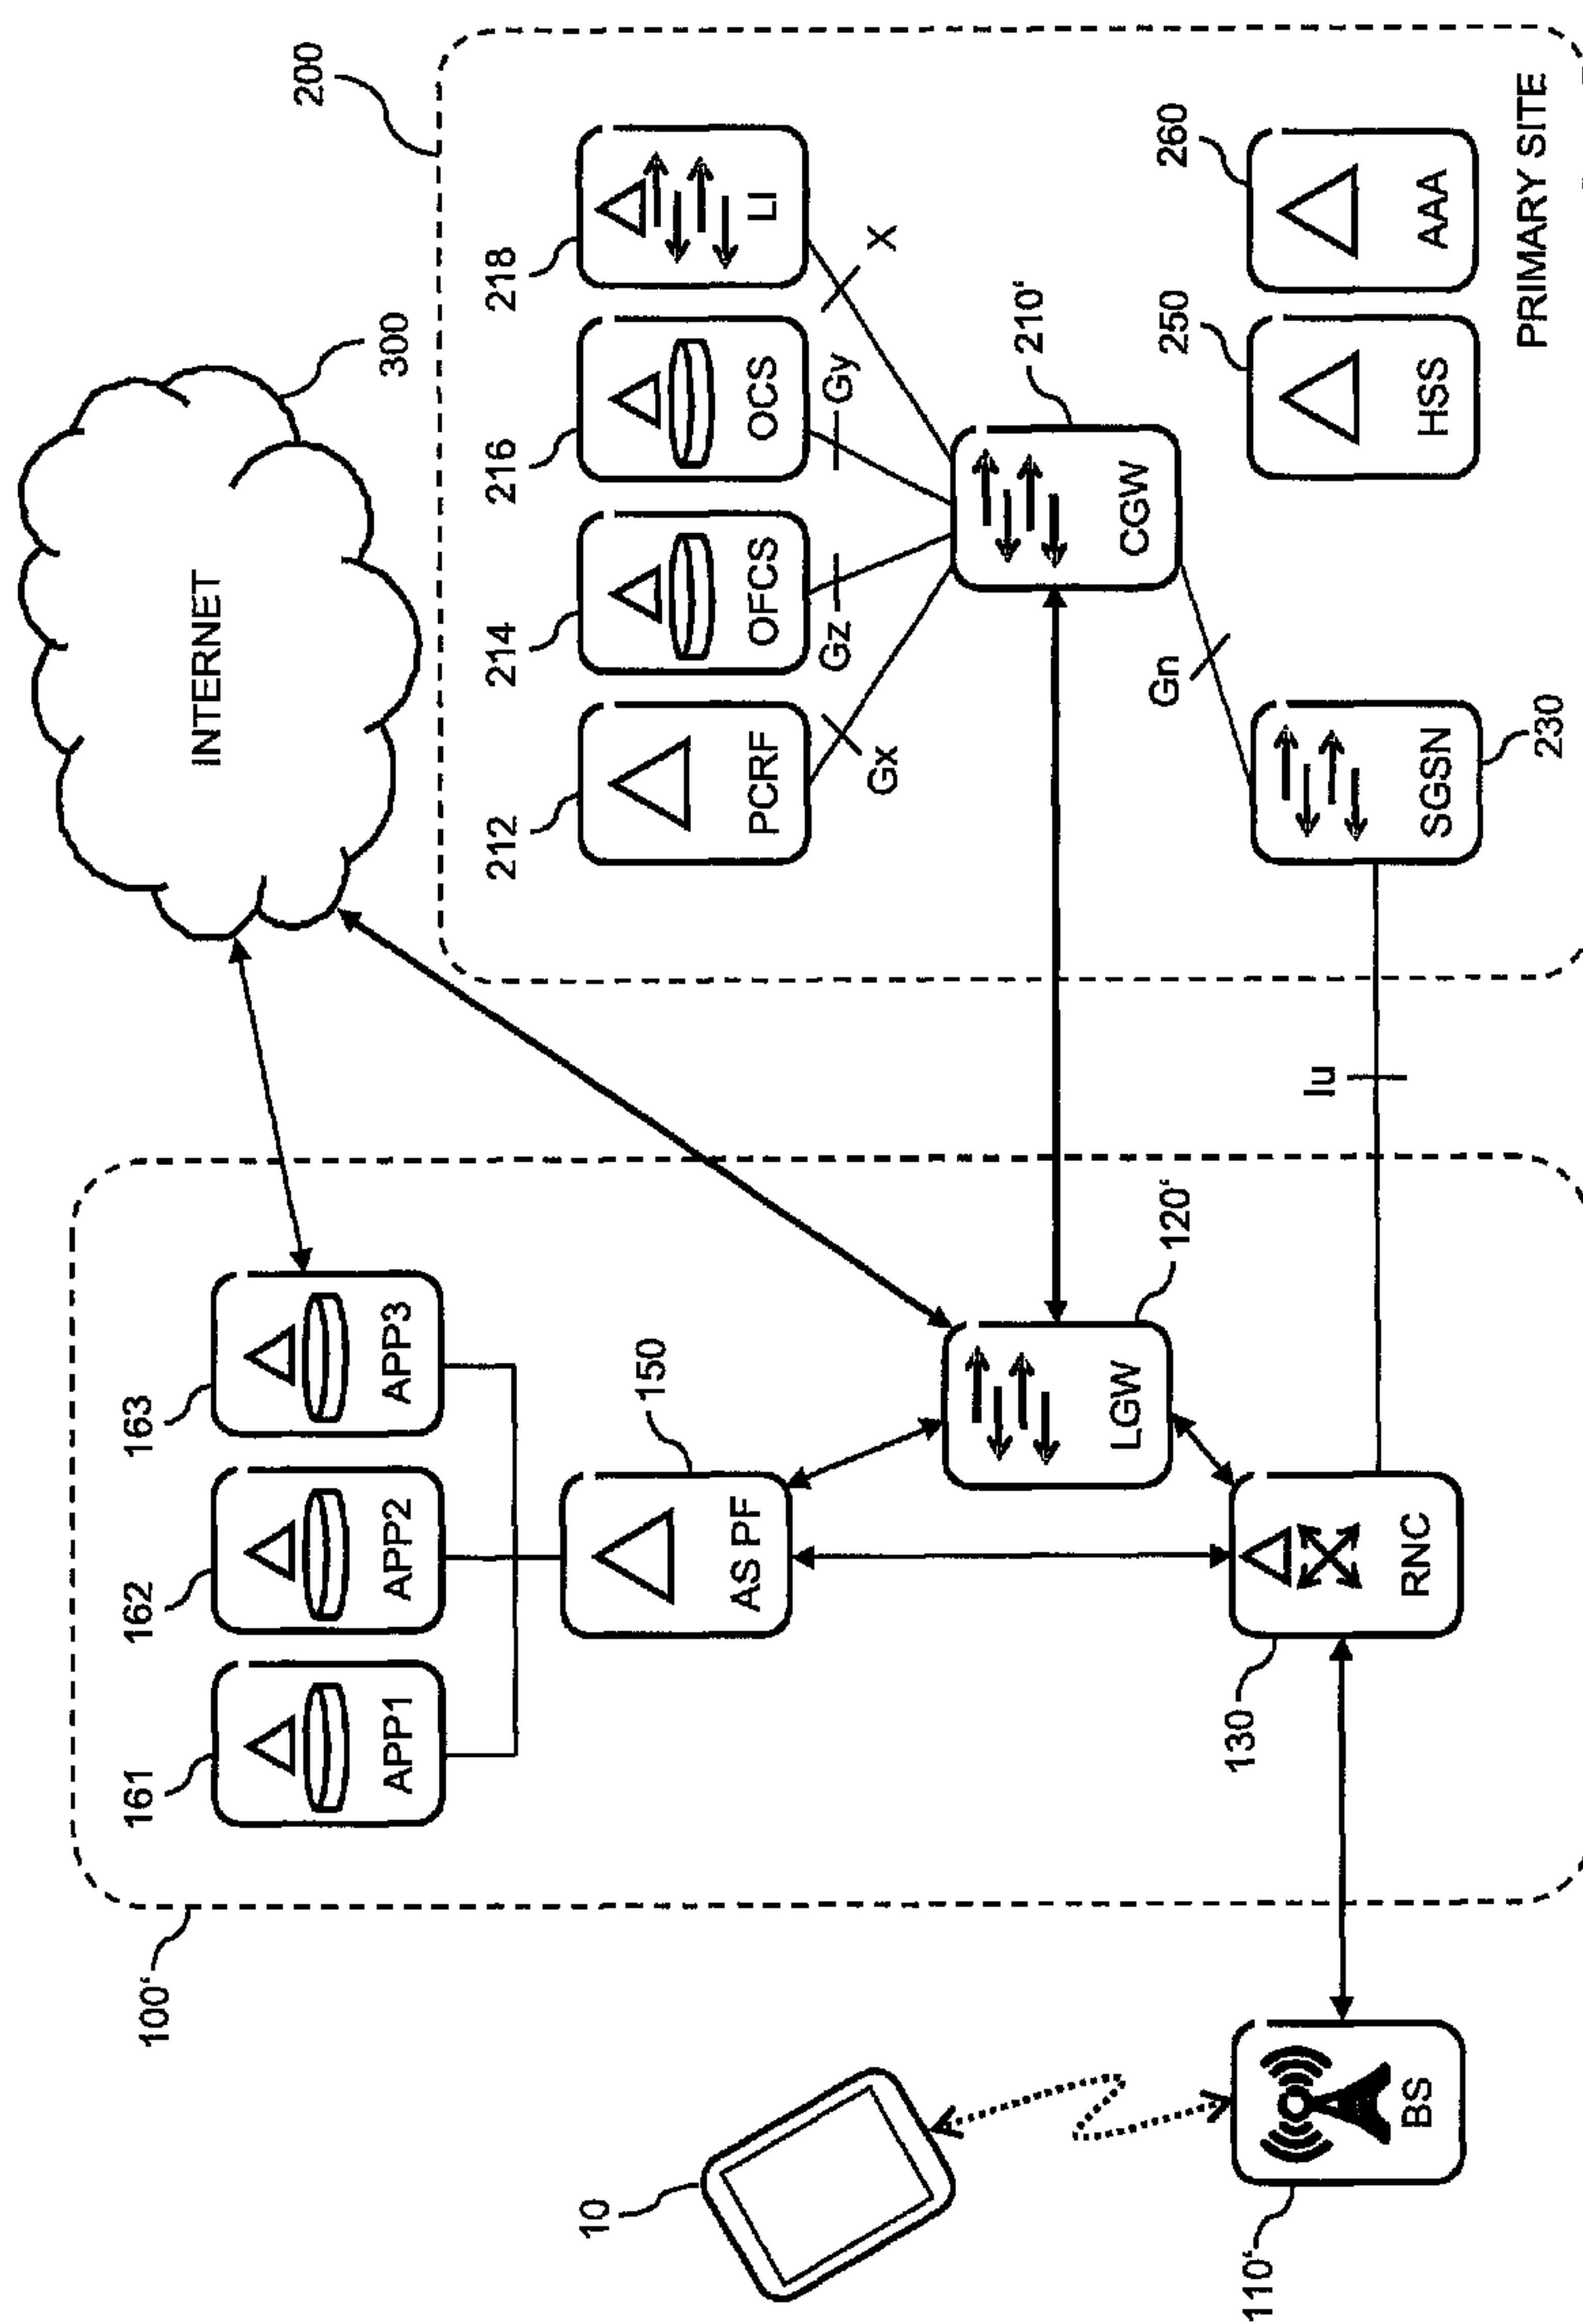 200
300
INTERNET
163
162
161
APP3
APP2
APP1
100‘
212
214
216
218
PCRF
OFCS
OCS
LI
Gx
Gz
Gy
X
150
AS PF
210‘
CGW
120‘
LGW
Gn
250
260
HSS
AAA
SGSN
230
Iu
RNC
130
10
BS
110‘
PRIMARY SITE